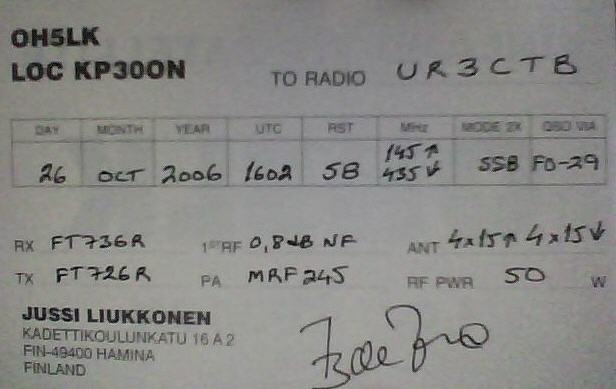 OH5LK
LOC KP30ON TO RADIO UR3CTB
DAY MONTH YEAR UTC RST MHz MODE 2X QSO VIA
26 OCT 2006 1602 58 145↑ 435↓ SSB FO-29
RX FT736R 1st RF 0,8dB NF ANT 4x15↑ 4x15↓
TX FT726R PA MRF245 RF PWR 50 W
JUSSI LIUKKONEN
KADETTIKOULUNKATU 16 A 2
FIN-49400 HAMINA
FINLAND